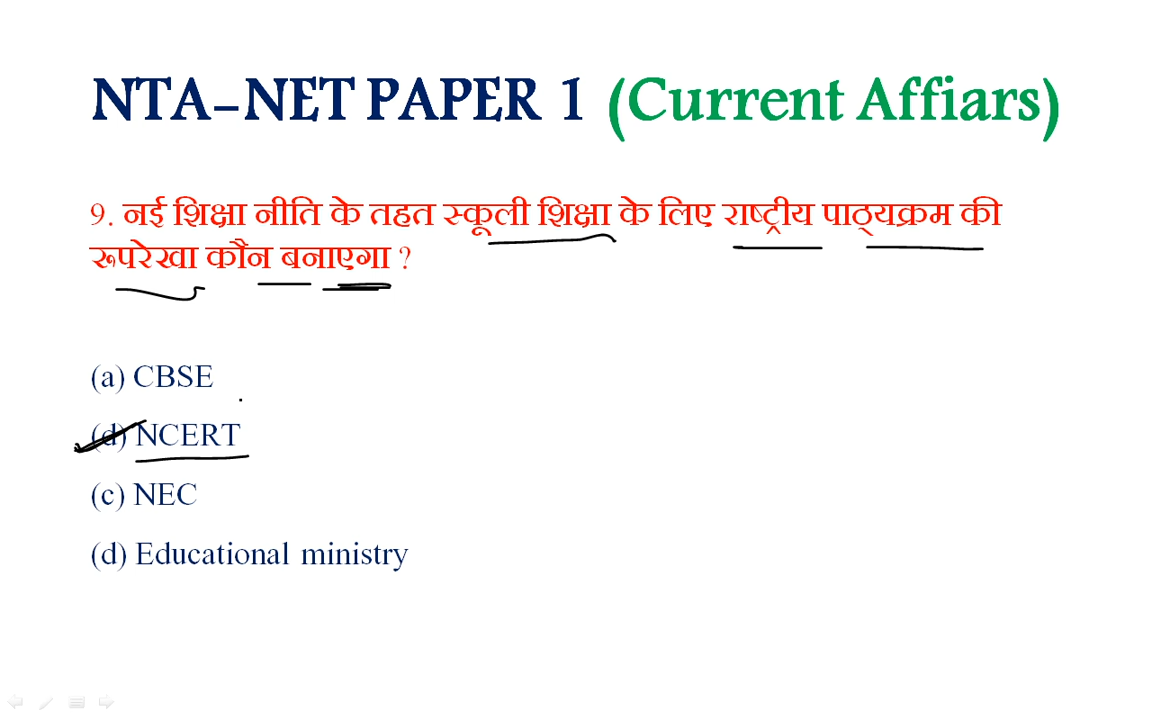 NTA–NET PAPER 1 (Current Affiars)
9. नई शिक्षा नीति के तहत स्कूली शिक्षा के लिए राष्ट्रीय पाठ्यक्रम की
रूपरेखा कौन बनाएगा ?
(a) CBSE
(d) NCERT
(c) NEC
(d) Educational ministry